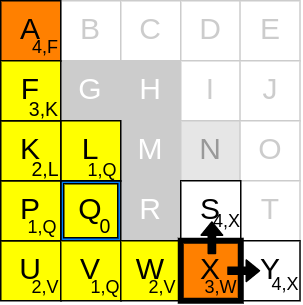 A 4,F B C D E
F 3,K G H I J
K 2,L L 1,Q M N O
P 1,Q Q 0 R S 4,X T
U 2,V V 1,Q W 2,V X 3,W Y 4,X